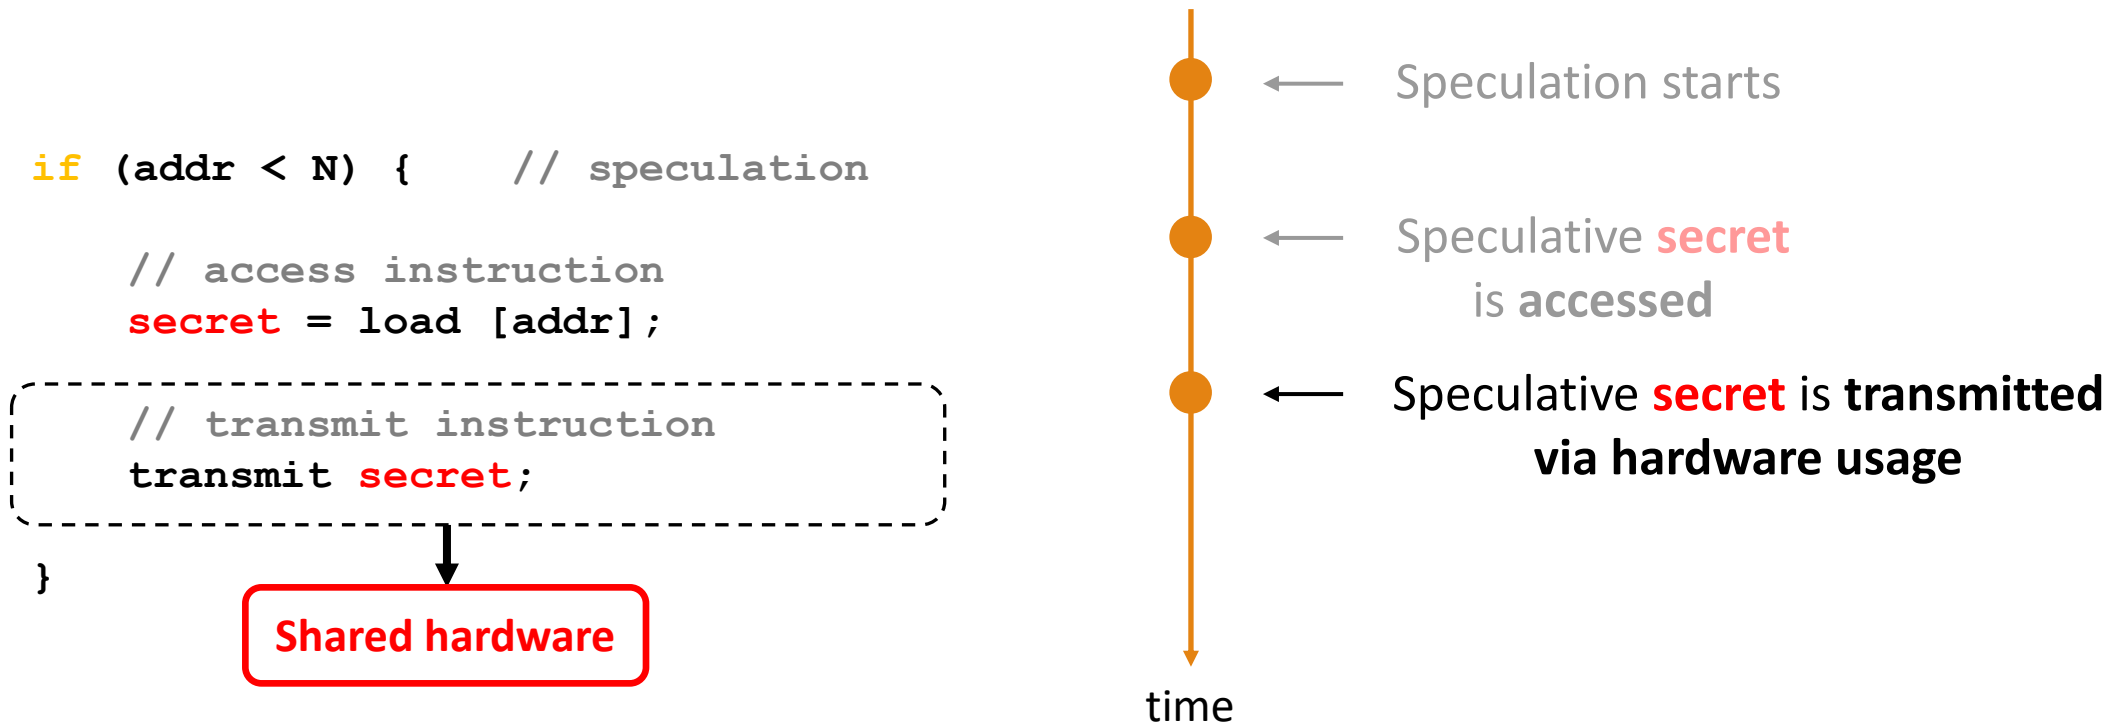 if (addr < N) {    // speculation
// access instruction
secret = load [addr];
// transmit instruction
transmit secret;
}
Shared hardware
Speculation starts
Speculative secret
is accessed
Speculative secret is transmitted
via hardware usage
time